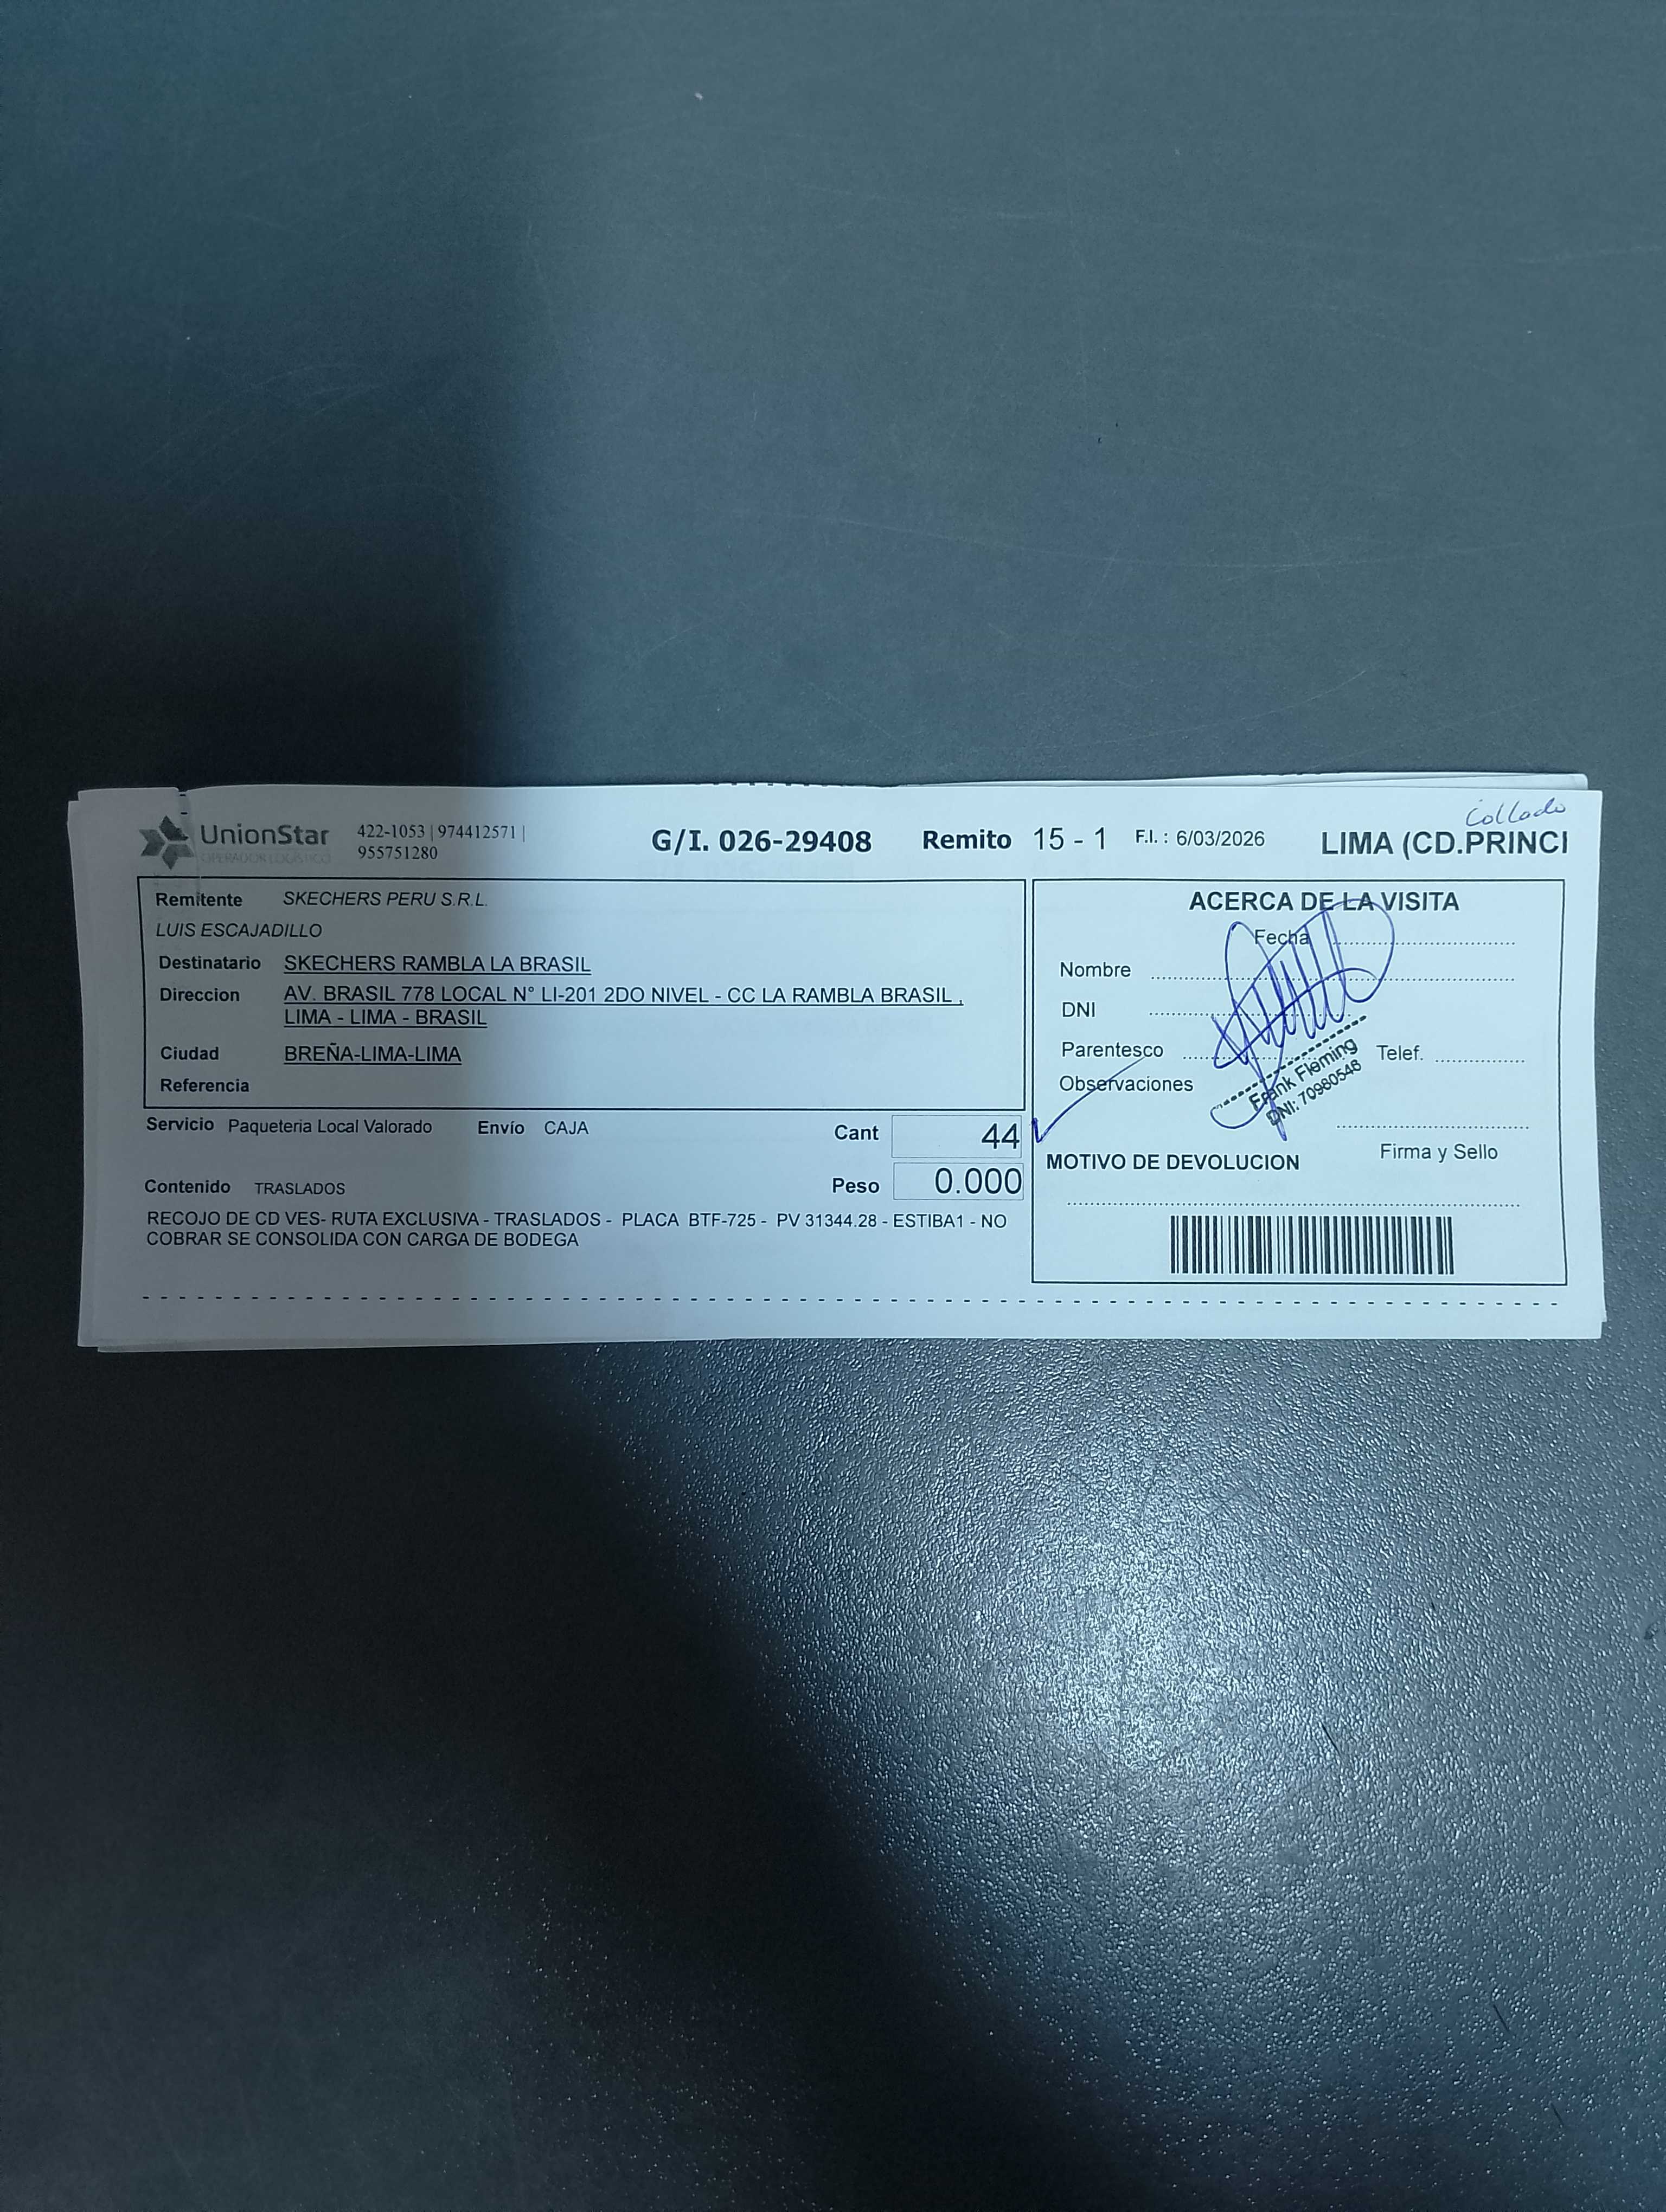 Collado
UnionStar
OPERADOR LOGÍSTICO
422-1053 | 974412571 |
955751280
G/I. 026-29408
Remito 15 - 1
F.I. : 6/03/2026
LIMA (CD.PRINCI
Remitente SKECHERS PERU S.R.L.
LUIS ESCAJADILLO
Destinatario SKECHERS RAMBLA LA BRASIL
Direccion AV. BRASIL 778 LOCAL N° LI-201 2DO NIVEL - CC LA RAMBLA BRASIL ,
LIMA - LIMA - BRASIL
Ciudad BREÑA-LIMA-LIMA
Referencia
Servicio Paqueteria Local Valorado Envío CAJA Cant 44
Contenido TRASLADOS Peso 0.000
RECOJO DE CD VES- RUTA EXCLUSIVA - TRASLADOS - PLACA BTF-725 - PV 31344.28 - ESTIBA1 - NO
COBRAR SE CONSOLIDA CON CARGA DE BODEGA
ACERCA DE LA VISITA
Fecha
Nombre
DNI
Parentesco Telef.
Observaciones
Frank Fleming
DNI: 70980548
Firma y Sello
MOTIVO DE DEVOLUCION